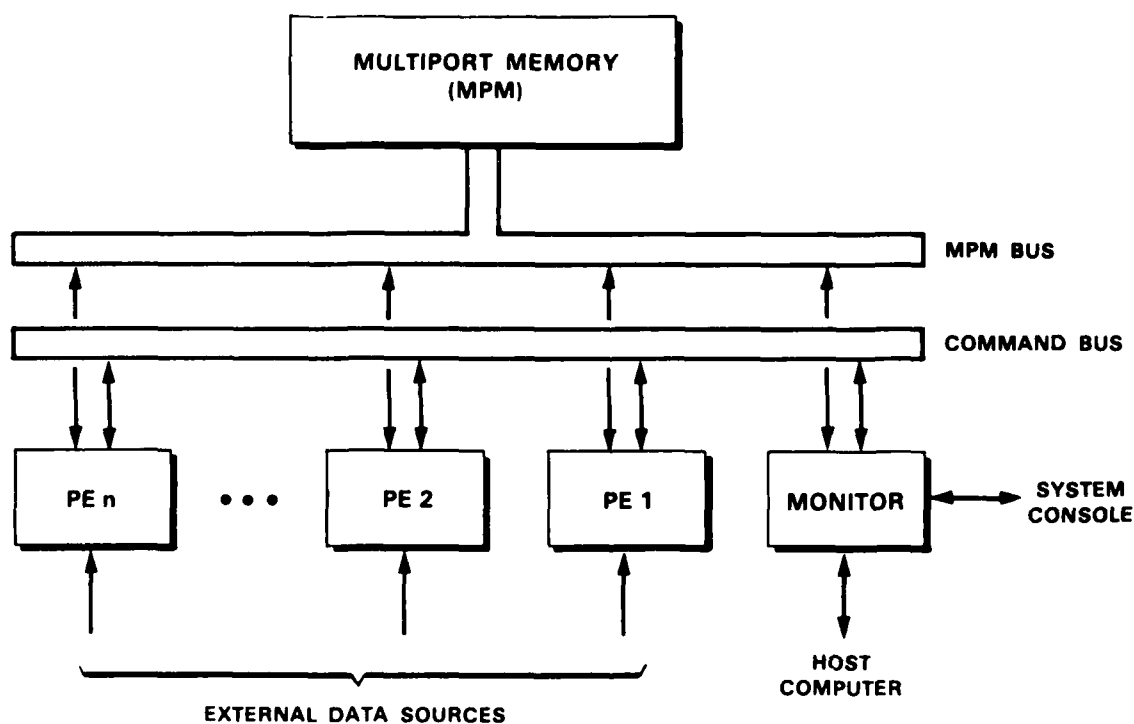 MULTIPORT MEMORY
(MPM)
MPM BUS
COMMAND BUS
PE n
• • •
PE 2
PE 1
MONITOR
SYSTEM
CONSOLE
HOST
COMPUTER
EXTERNAL DATA SOURCES